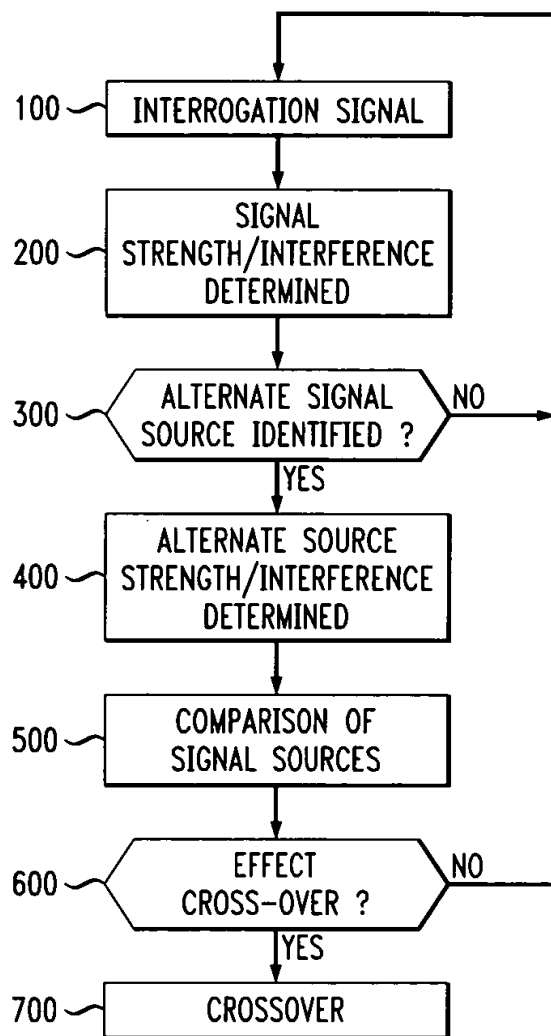 100
INTERROGATION SIGNAL
200
SIGNAL
STRENGTH/INTERFERENCE
DETERMINED
300
ALTERNATE SIGNAL
SOURCE IDENTIFIED ?
NO
YES
400
ALTERNATE SOURCE
STRENGTH/INTERFERENCE
DETERMINED
500
COMPARISON OF
SIGNAL SOURCES
600
EFFECT
CROSS-OVER ?
NO
YES
700
CROSSOVER